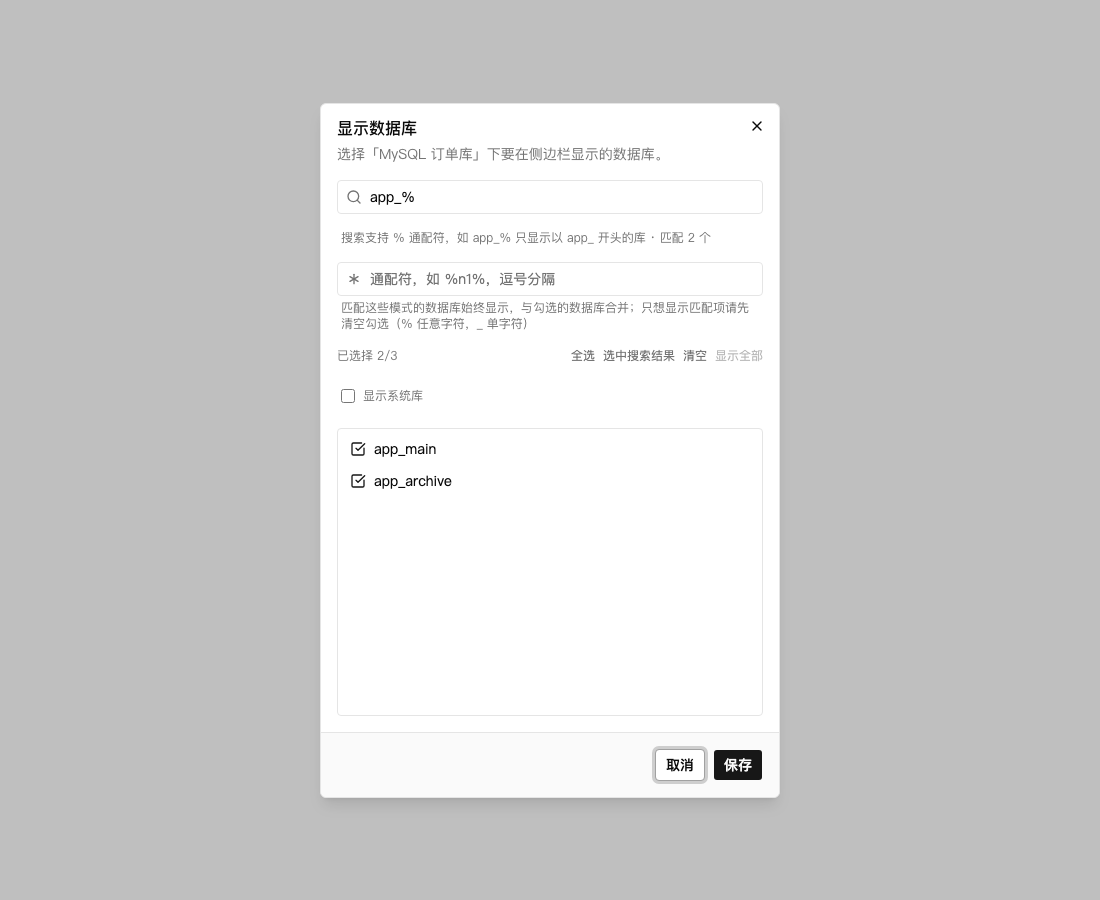 显示数据库
选择「MySQL 订单库」下要在侧边栏显示的数据库。
app_%
搜索支持 % 通配符，如 app_% 只显示以 app_ 开头的库 · 匹配 2 个
通配符，如 %n1%，逗号分隔
匹配这些模式的数据库始终显示，与勾选的数据库合并；只想显示匹配项请先
清空勾选（% 任意字符，_ 单字符）
已选择 2/3 全选 选中搜索结果 清空 显示全部
显示系统库
app_main
app_archive
取消 保存